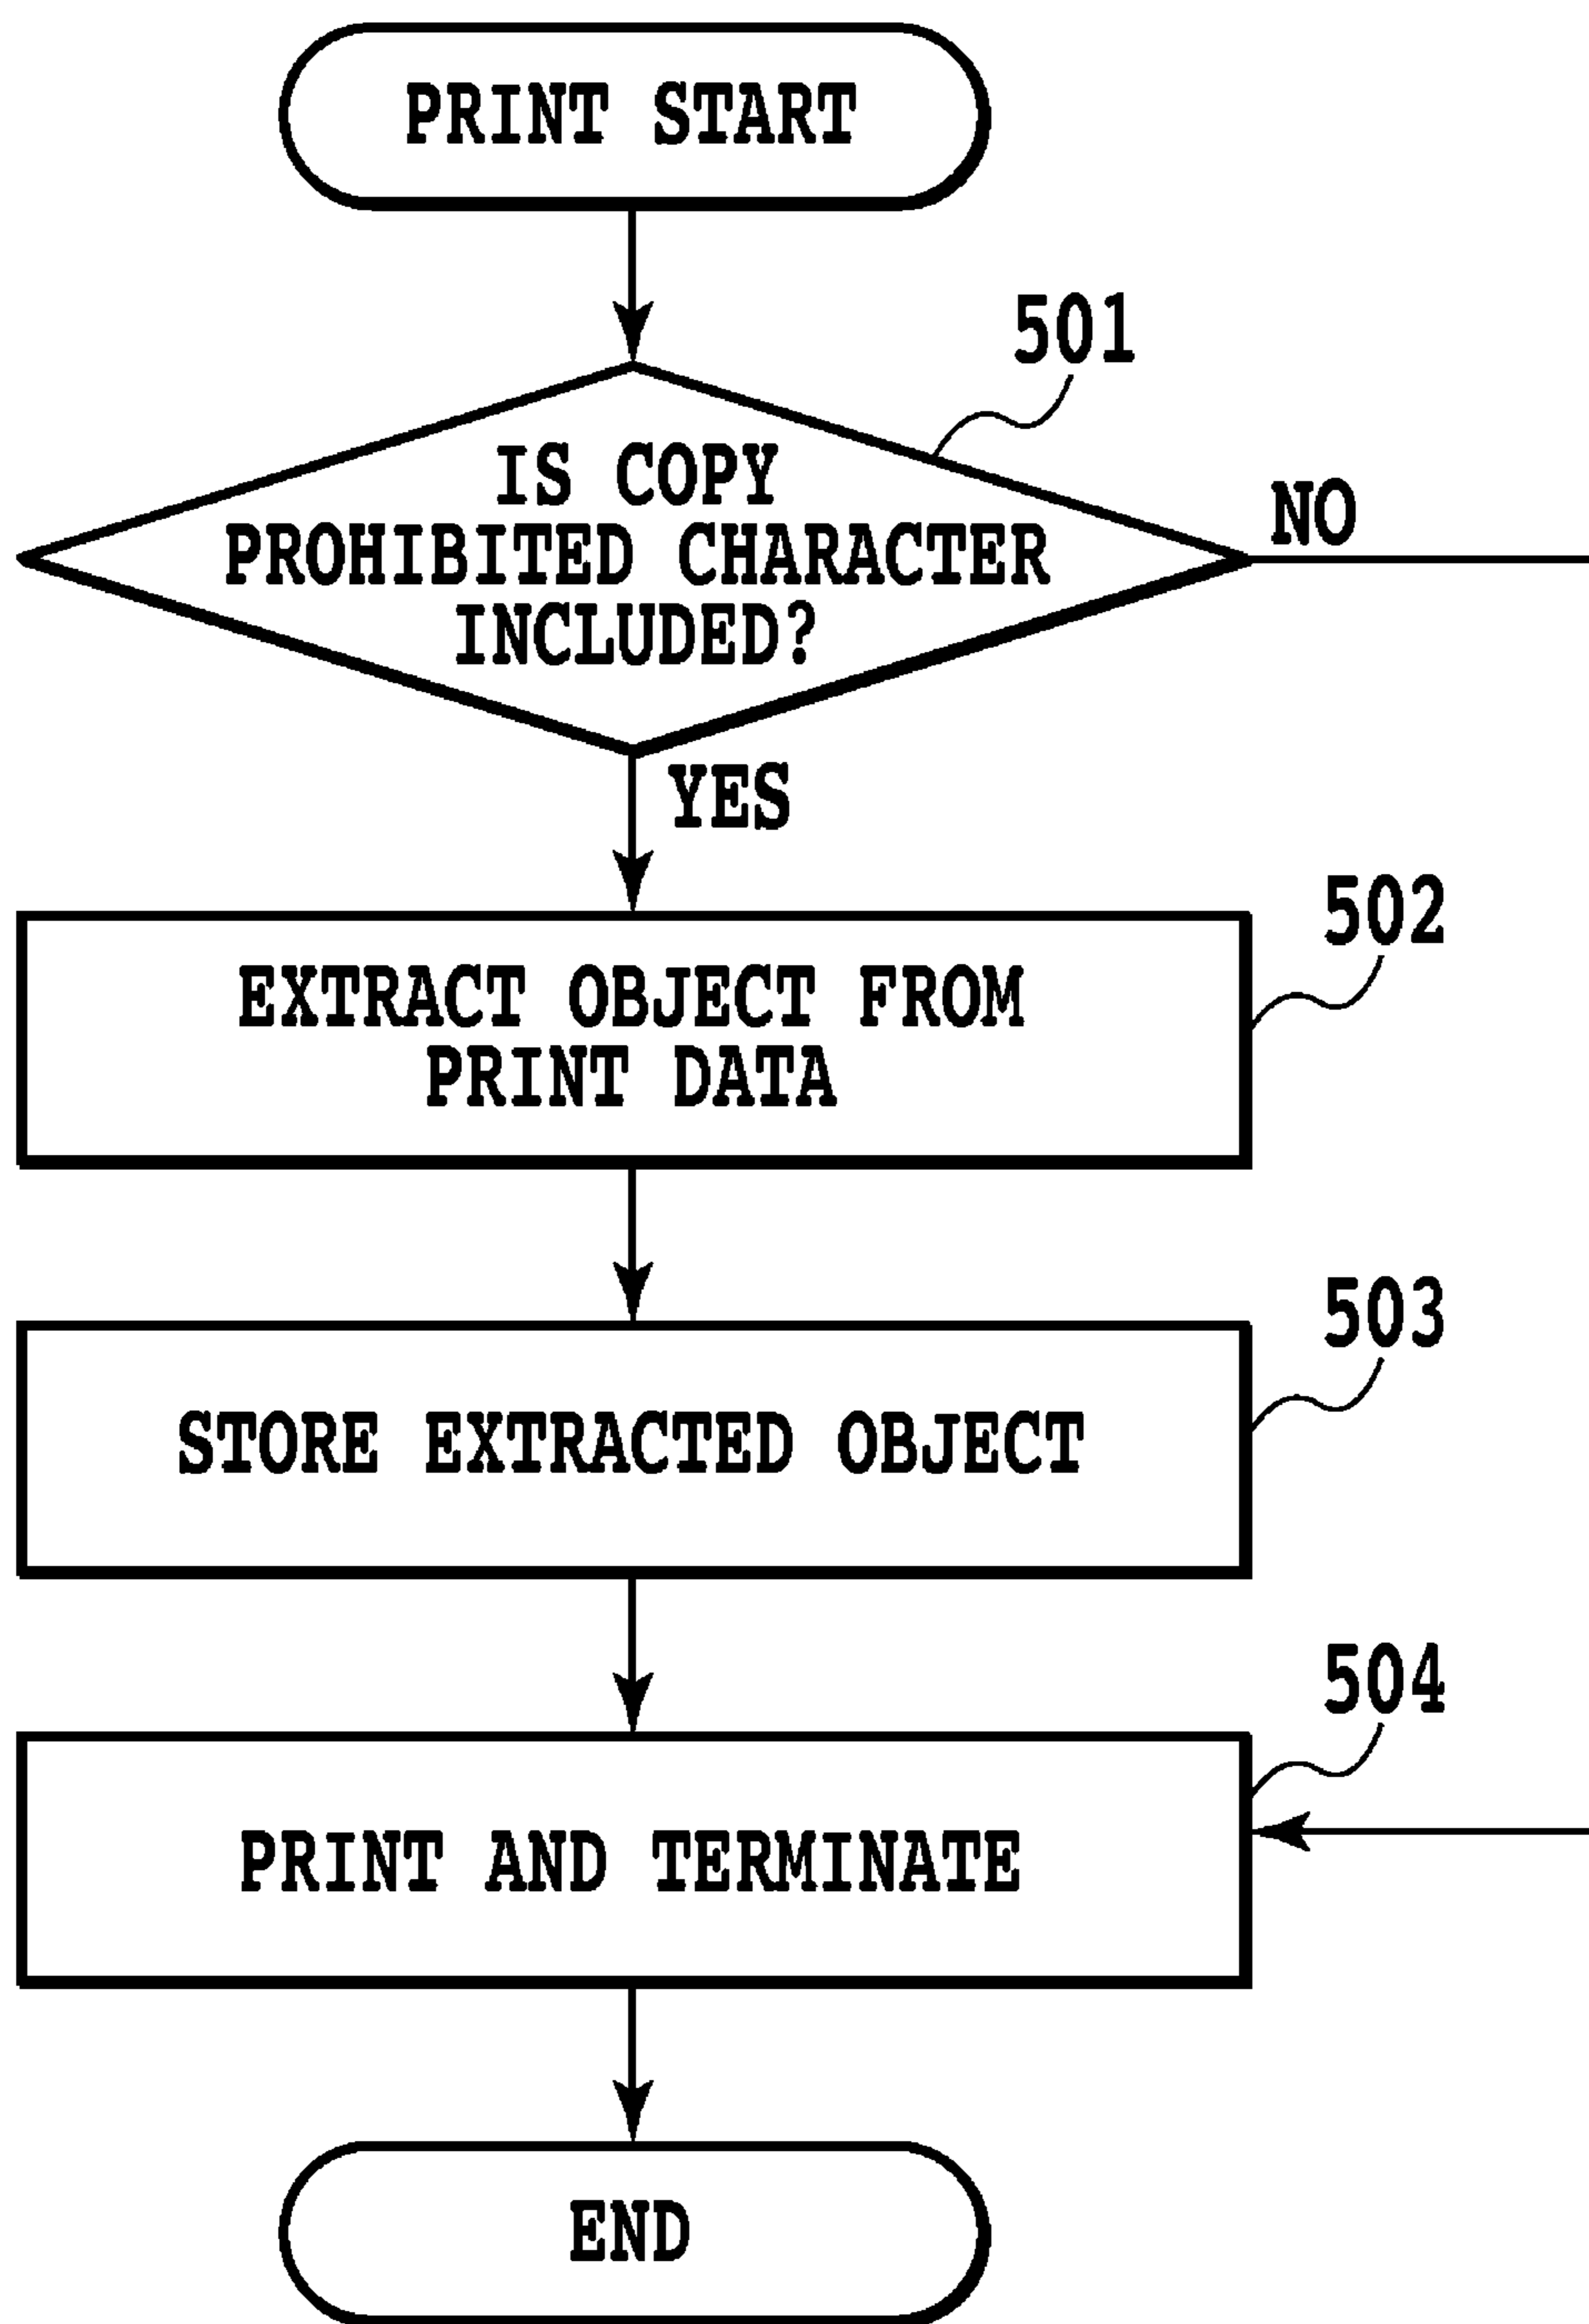 PRINT START
501
IS COPY
PROHIBITED CHARACTER
INCLUDED?
NO
YES
502
EXTRACT OBJECT FROM
PRINT DATA
503
STORE EXTRACTED OBJECT
504
PRINT AND TERMINATE
END